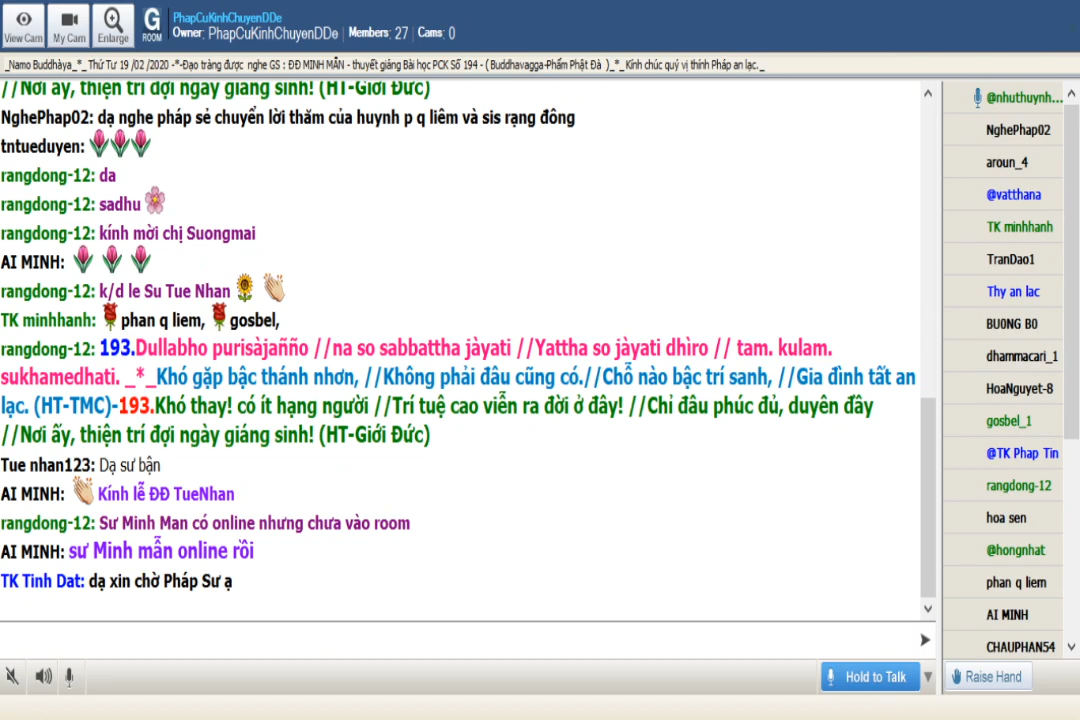 View Cam
My Cam
Enlarge
G
ROOM
PhapCuKinhChuyenDDe
Owner: PhapCuKinhChuyenDDe | Members: 27 | Cams: 0
_Namo Buddhàya_*_ Thứ Tư 19 /02 /2020 -*-Đạo tràng được nghe GS : ĐĐ MINH MẪN - thuyết giảng Bài học PCK Số 194 - ( Buddhavagga-Phẩm Phật Đà )_*_Kính chúc quý vị thính Pháp an lạc._
//Nơi ấy, thiện trí đợi ngày giáng sinh! (HT-Giới Đức)
NghePhap02: dạ nghe pháp sẻ chuyển lời thăm của huynh p q liêm và sis rạng đông
tntueduyen:
rangdong-12: da
rangdong-12: sadhu
rangdong-12: kính mời chị Suongmai
AI MINH:
rangdong-12: k/d le Su Tue Nhan
TK minhhanh: phan q liem, gosbel,
rangdong-12: 193.Dullabho purisàjañño //na so sabbattha jàyati //Yattha so jàyati dhìro // tam. kulam.
sukhamedhati. _*_Khó gặp bậc thánh nhơn, //Không phải đâu cũng có.//Chỗ nào bậc trí sanh, //Gia đình tất an
lạc. (HT-TMC)-193.Khó thay! có ít hạng người //Trí tuệ cao viễn ra đời ở đây! //Chỉ đâu phúc đủ, duyên đầy
//Nơi ấy, thiện trí đợi ngày giáng sinh! (HT-Giới Đức)
Tue nhan123: Dạ sư bận
AI MINH: Kính lễ ĐĐ TueNhan
rangdong-12: Sư Minh Man có online nhưng chưa vào room
AI MINH: sư Minh mẫn online rồi
TK Tinh Dat: dạ xin chờ Pháp Sư ạ
Hold to Talk
@nhuthuynh...
NghePhap02
aroun_4
@vatthana
TK minhhanh
TranDao1
Thy an lac
BU0NG B0
dhammacari_1
HoaNguyet-8
gosbel_1
@TK Phap Tin
rangdong-12
hoa sen
@hongnhat
phan q liem
AI MINH
CHAUPHAN54
Raise Hand